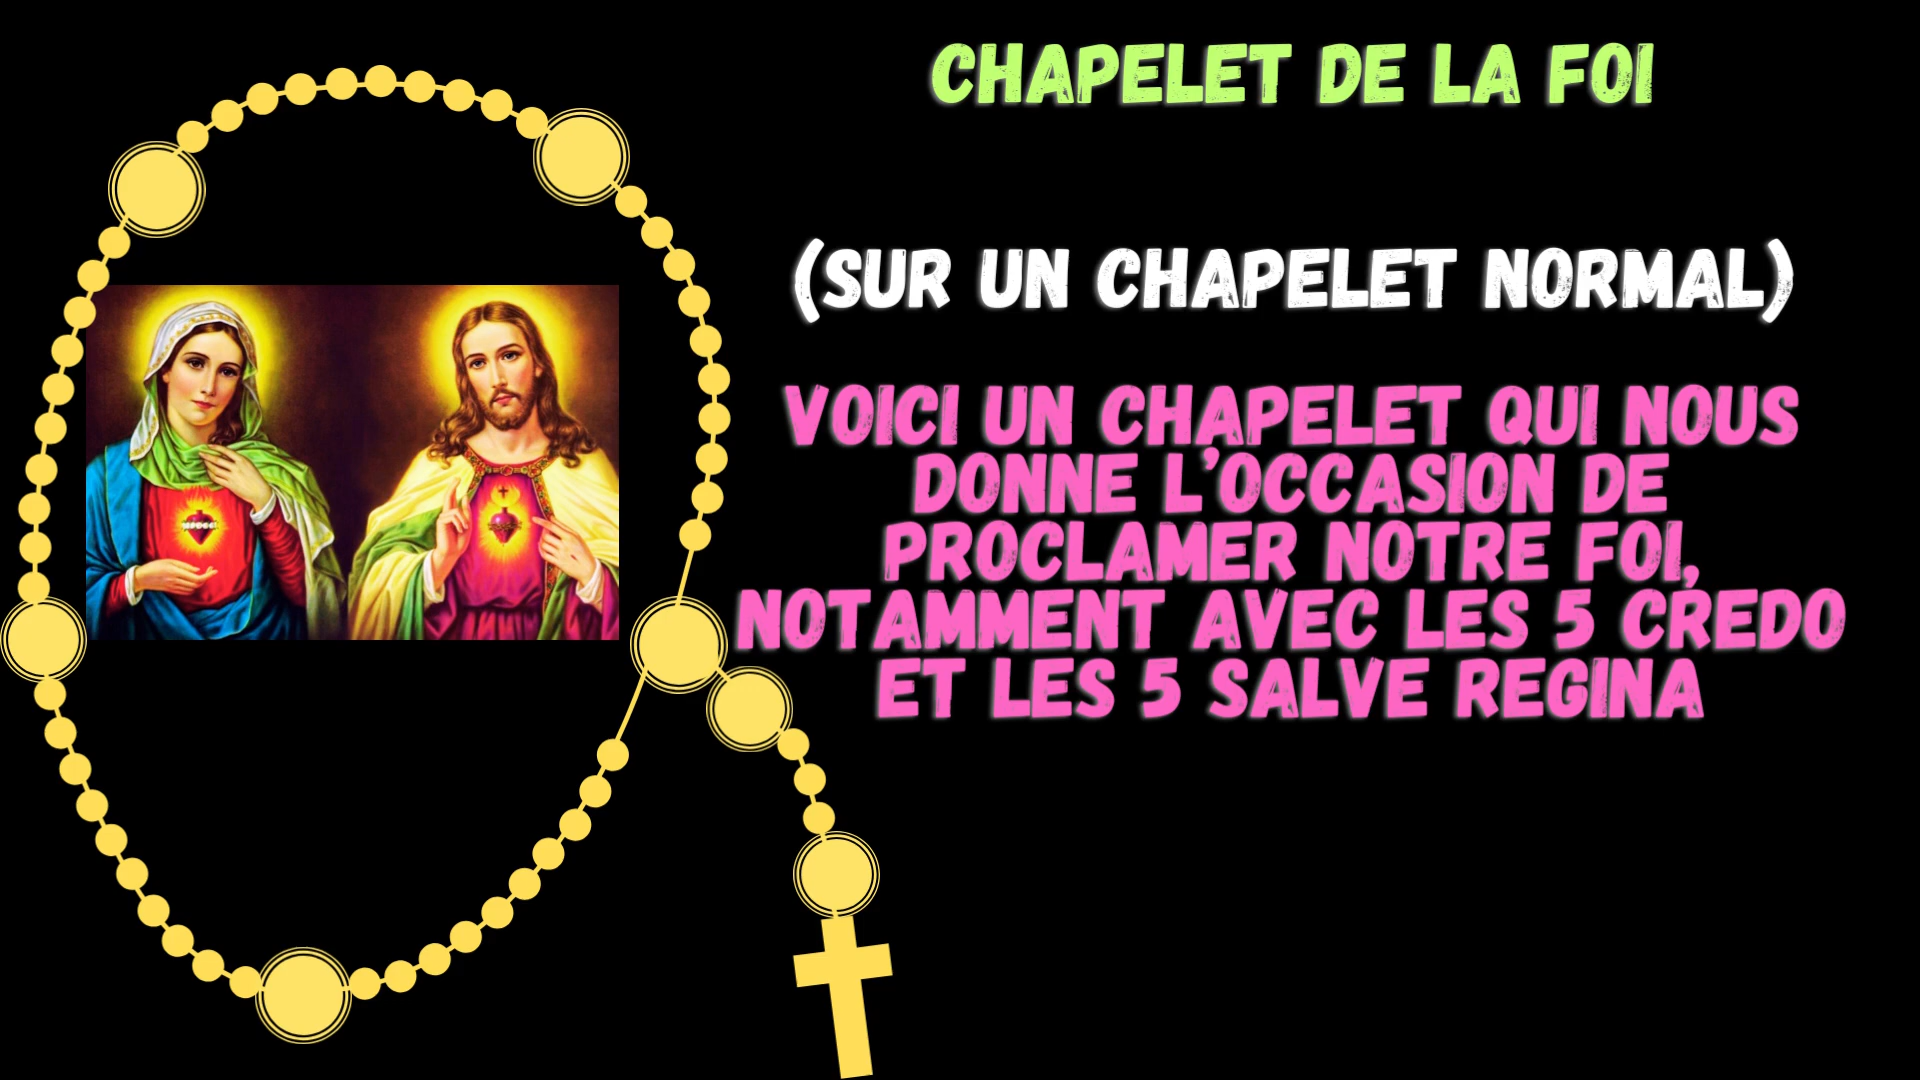 CHAPELET DE LA FOI
(SUR UN CHAPELET NORMAL)
VOICI UN CHAPELET QUI NOUS
DONNE L'OCCASION DE
PROCLAMER NOTRE FOI,
NOTAMMENT AVEC LES 5 CREDO
ET LES 5 SALVE REGINA